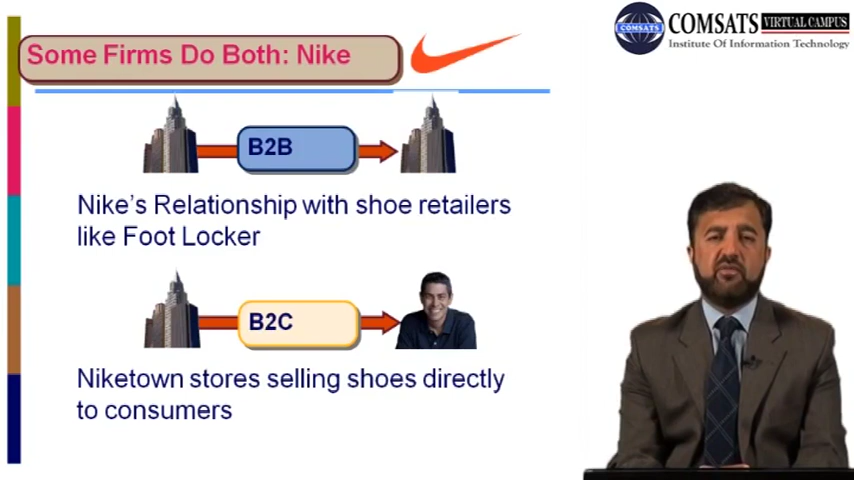 Some Firms Do Both: Nike
COMSATS
COMSATS VIRTUAL CAMPUS
Institute Of Information Technology
B2B
Nike's Relationship with shoe retailers
like Foot Locker
B2C
Niketown stores selling shoes directly
to consumers